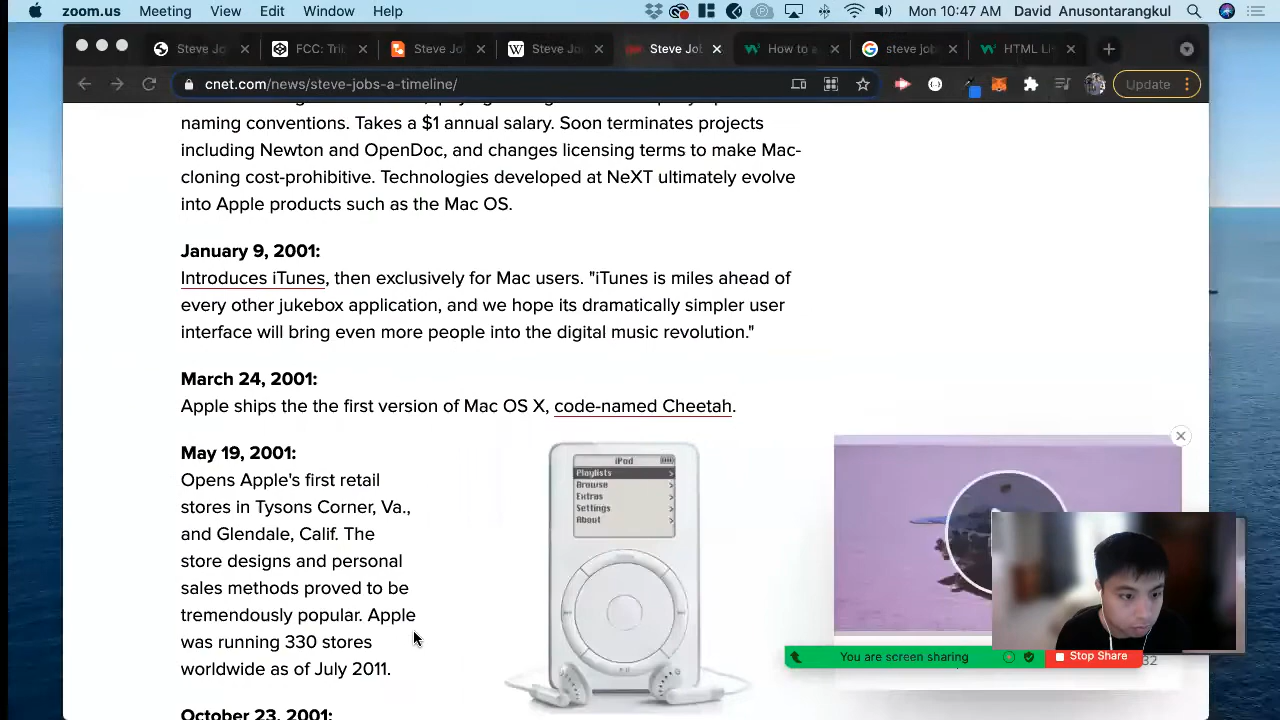 zoom.us Meeting View Edit Window Help Mon 10:47 AM David Anusontarangkul
Steve Jo FCC: Trib Steve Jo Steve Jo Steve Jo How to a steve job HTML Li
cnet.com/news/steve-jobs-a-timeline/ Update
naming conventions. Takes a $1 annual salary. Soon terminates projects
including Newton and OpenDoc, and changes licensing terms to make Mac-
cloning cost-prohibitive. Technologies developed at NeXT ultimately evolve
into Apple products such as the Mac OS.
January 9, 2001:
Introduces iTunes, then exclusively for Mac users. "iTunes is miles ahead of
every other jukebox application, and we hope its dramatically simpler user
interface will bring even more people into the digital music revolution."
March 24, 2001:
Apple ships the the first version of Mac OS X, code-named Cheetah.
May 19, 2001:
Opens Apple's first retail
stores in Tysons Corner, Va.,
and Glendale, Calif. The
store designs and personal
sales methods proved to be
tremendously popular. Apple
was running 330 stores
worldwide as of July 2011.
October 23, 2001:
iPod
Playlists >
Browse >
Extras >
Settings >
About >
You are screen sharing Stop Share
32